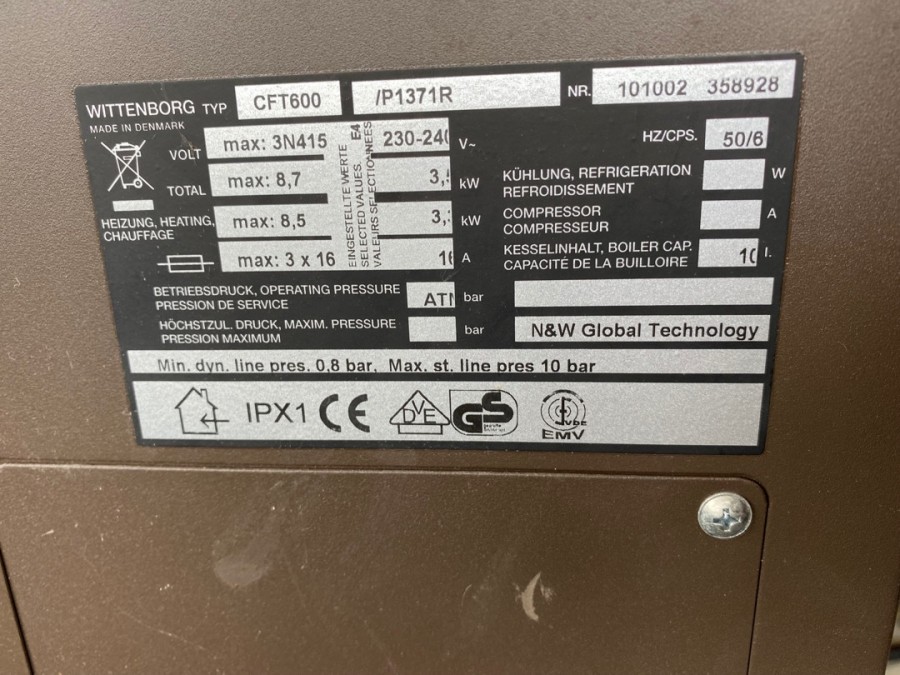 WITTENBORG TYP CFT600 /P1371R NR. 101002 358928
MADE IN DENMARK
VOLT max: 3N415 230-240 V~ HZ/CPS. 50/6
TOTAL max: 8,7 3, kW KÜHLUNG, REFRIGERATION W
REFROIDISSEMENT
HEIZUNG, HEATING, max: 8,5 3, kW COMPRESSOR A
CHAUFFAGE COMPRESSEUR
max: 3 x 16 16 A KESSELINHALT, BOILER CAP. 10 l.
CAPACITÉ DE LA BUILLOIRE
EINGESTELLTE WERTE E4
SELECTED VALUES.
VALEURS SELECTIONNEES
BETRIEBSDRUCK, OPERATING PRESSURE bar
PRESSION DE SERVICE
HÖCHSTZUL. DRUCK, MAXIM. PRESSURE bar N&W Global Technology
PRESSION MAXIMUM
Min. dyn. line pres. 0.8 bar. Max. st. line pres 10 bar
IPX1 CE DVE GS VDE
EMV